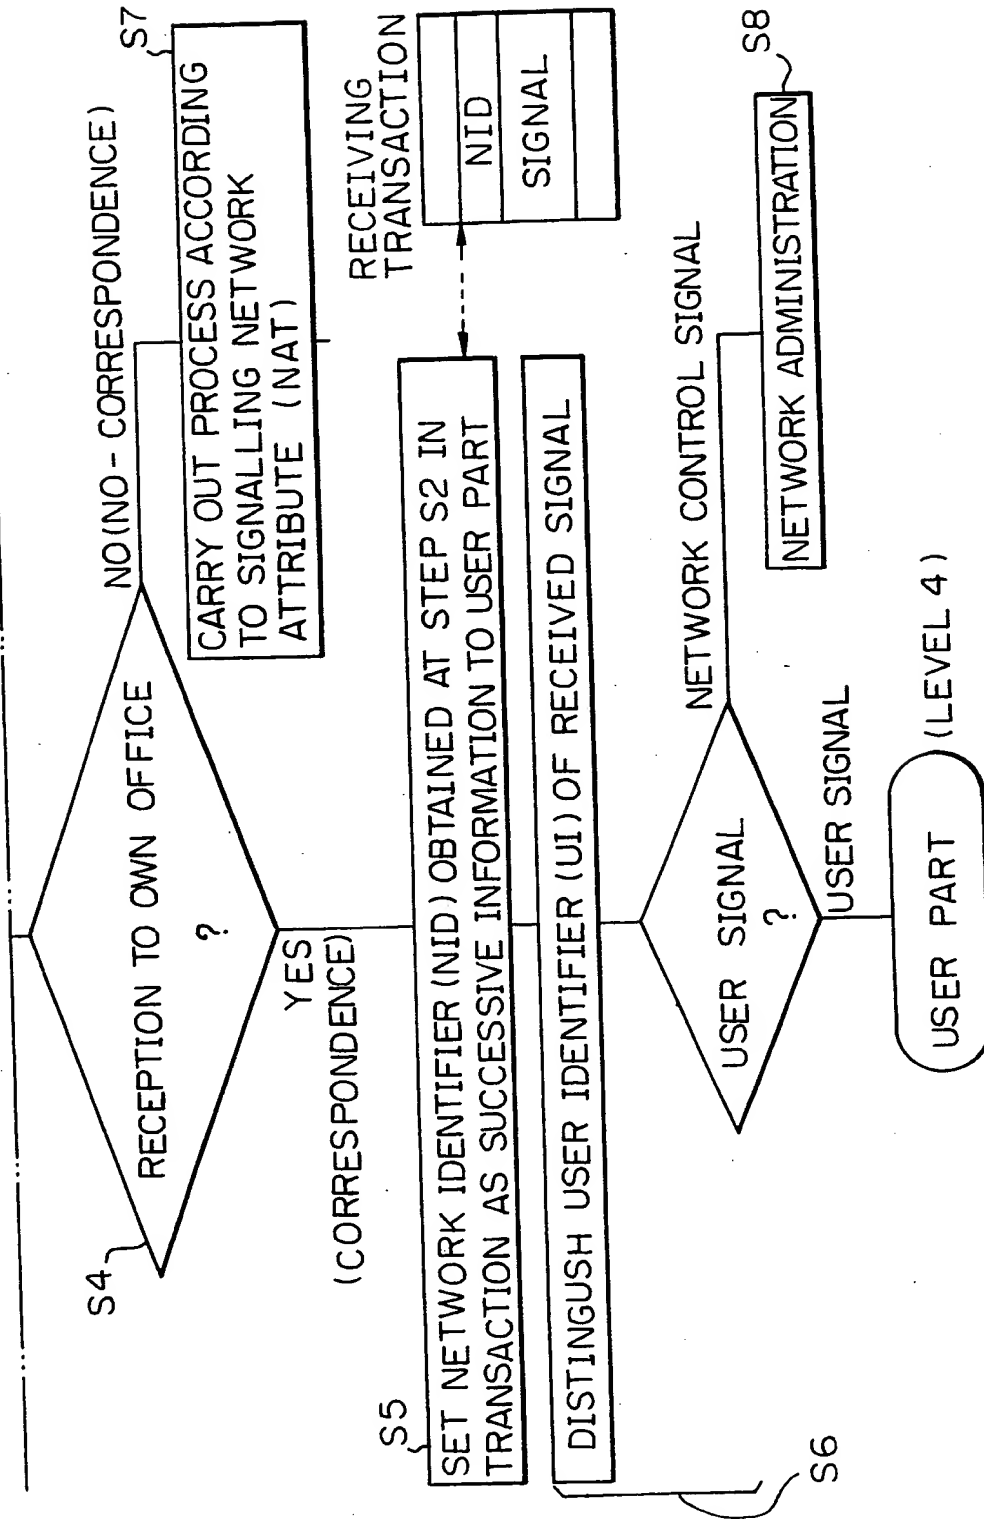 S4
RECEPTION TO OWN OFFICE
?
NO (NO - CORRESPONDENCE)
S7
CARRY OUT PROCESS ACCORDING
TO SIGNALLING NETWORK
ATTRIBUTE (NAT)
YES
(CORRESPONDENCE)
RECEIVING
TRANSACTION
NID
SIGNAL
S5
SET NETWORK IDENTIFIER (NID) OBTAINED AT STEP S2 IN
TRANSACTION AS SUCCESSIVE INFORMATION TO USER PART
DISTINGUSH USER IDENTIFIER (UI) OF RECEIVED SIGNAL
S6
USER SIGNAL
?
NETWORK CONTROL SIGNAL
S8
NETWORK ADMINISTRATION
USER SIGNAL
USER PART
(LEVEL 4)